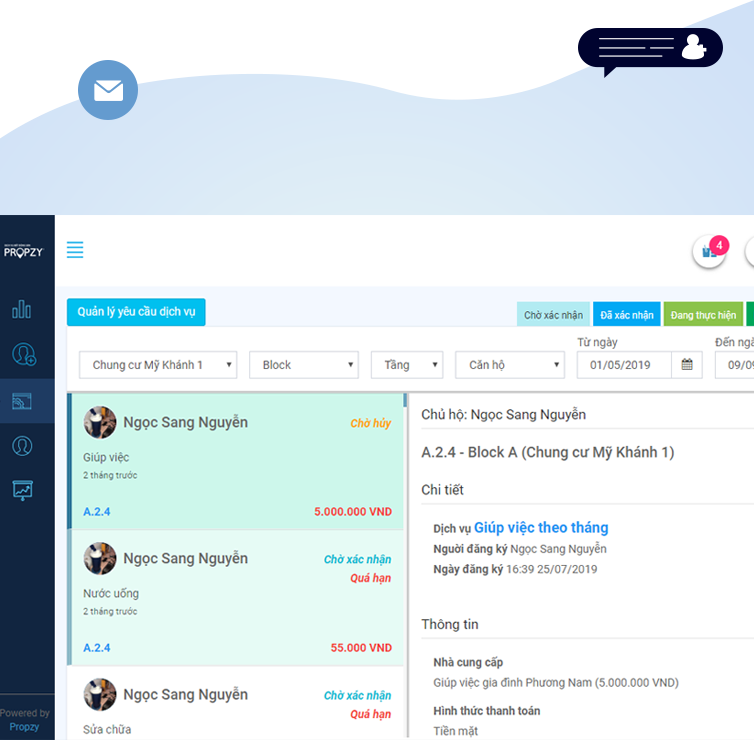 PROPZY
4
Quản lý yêu cầu dịch vụ
Chờ xác nhận
Đã xác nhận
Đang thực hiện
Từ ngày
Đến ngà
Chung cư Mỹ Khánh 1
Block
Tầng
Căn hộ
01/05/2019
09/09
Ngọc Sang Nguyễn
Chờ hủy
Giúp việc
2 tháng trước
A.2.4
5.000.000 VND
Ngọc Sang Nguyễn
Chờ xác nhận
Quá hạn
Nước uống
2 tháng trước
A.2.4
55.000 VND
Ngọc Sang Nguyễn
Chờ xác nhận
Quá hạn
Sửa chữa
Chủ hộ: Ngọc Sang Nguyễn
A.2.4 - Block A (Chung cư Mỹ Khánh 1)
Chi tiết
Dịch vụ Giúp việc theo tháng
Người đăng ký Ngọc Sang Nguyễn
Ngày đăng ký 16:39 25/07/2019
Thông tin
Nhà cung cấp
Giúp việc gia đình Phương Nam (5.000.000 VND)
Hình thức thanh toán
Tiền mặt
Powered by
Propzy